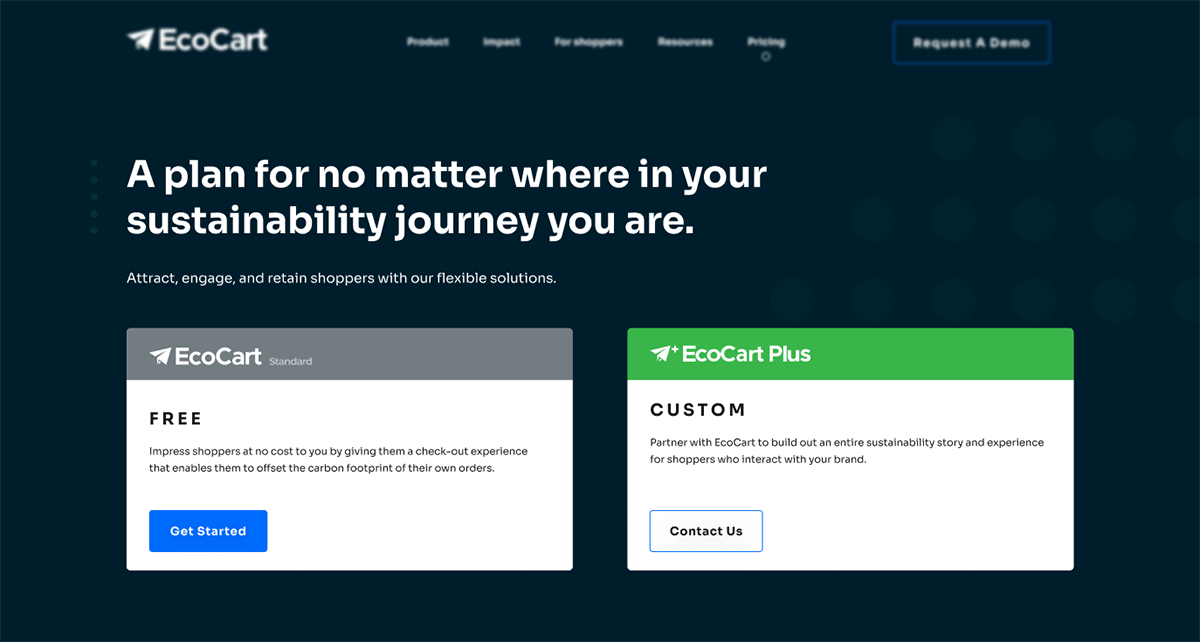 EcoCart
Product Impact For shoppers Resources Pricing
Request A Demo
A plan for no matter where in your
sustainability journey you are.
Attract, engage, and retain shoppers with our flexible solutions.
EcoCart Standard
FREE
Impress shoppers at no cost to you by giving them a check-out experience
that enables them to offset the carbon footprint of their own orders.
Get Started
EcoCart Plus
CUSTOM
Partner with EcoCart to build out an entire sustainability story and experience
for shoppers who interact with your brand.
Contact Us